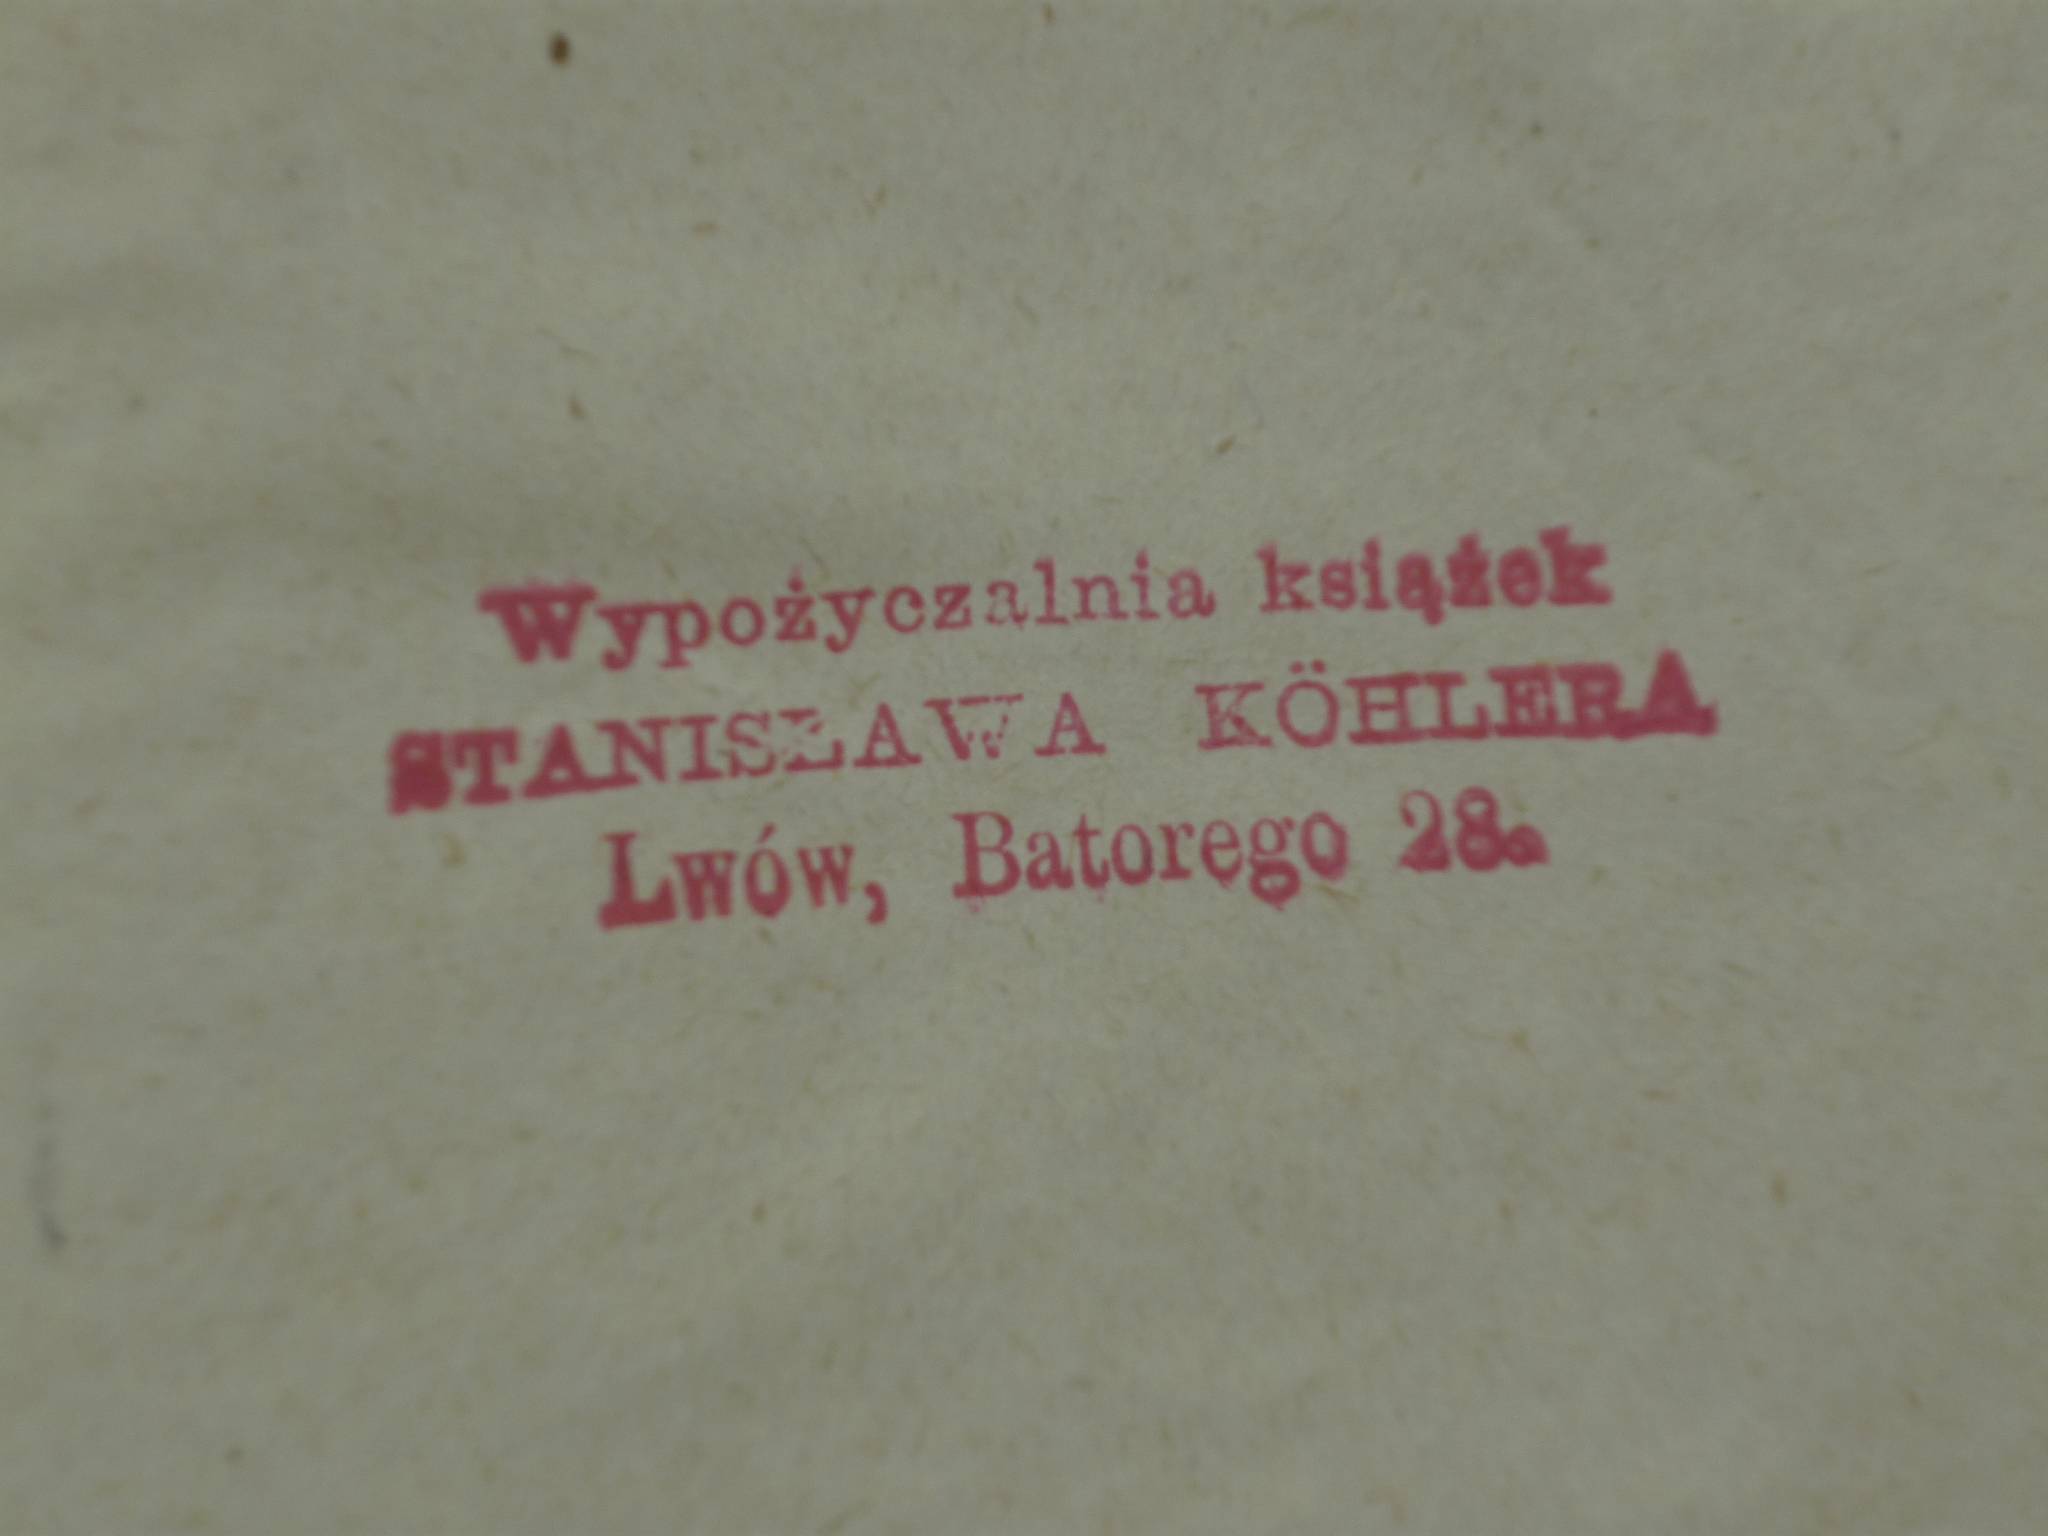 Wypożyczalnia książek
STANISŁAWA KÖHLERA
Lwów, Batorego 28.